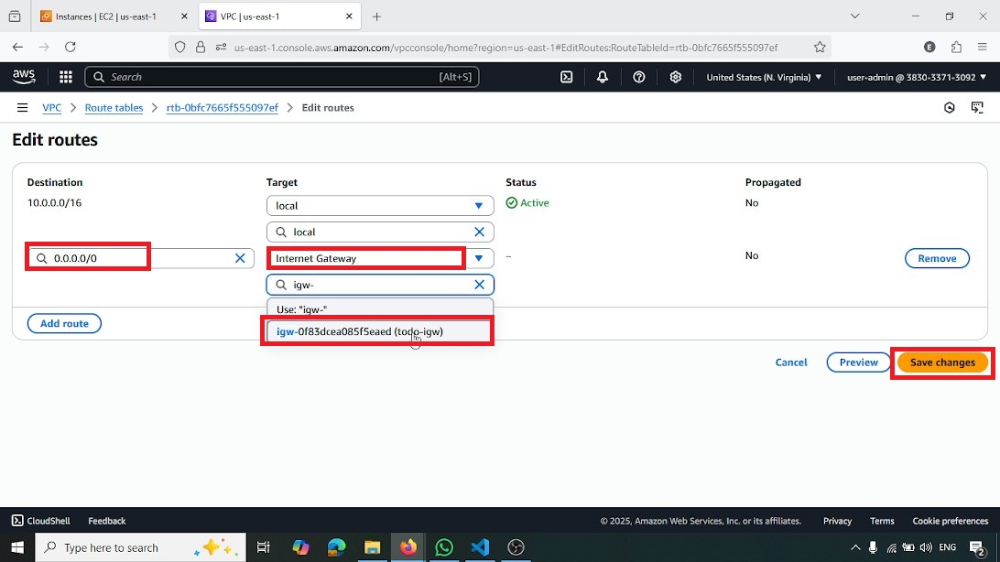 Instances | EC2 | us-east-1
VPC | us-east-1
us-east-1.console.aws.amazon.com/vpcconsole/home?region=us-east-1#EditRoutes:RouteTableId=rtb-0bfc7665f555097ef
E
aws
Search
[Alt+S]
United States (N. Virginia)
user-admin @ 3830-3371-3092
VPC > Route tables > rtb-0bfc7665f555097ef > Edit routes
Edit routes
Destination Target Status Propagated
10.0.0.0/16 local Active No
local
0.0.0.0/0 Internet Gateway – No Remove
igw-
Use: "igw-"
igw-0f83dcea085f5eaed (todo-igw)
Add route
Cancel Preview Save changes
CloudShell Feedback © 2025, Amazon Web Services, Inc. or its affiliates. Privacy Terms Cookie preferences
Type here to search
ENG
2